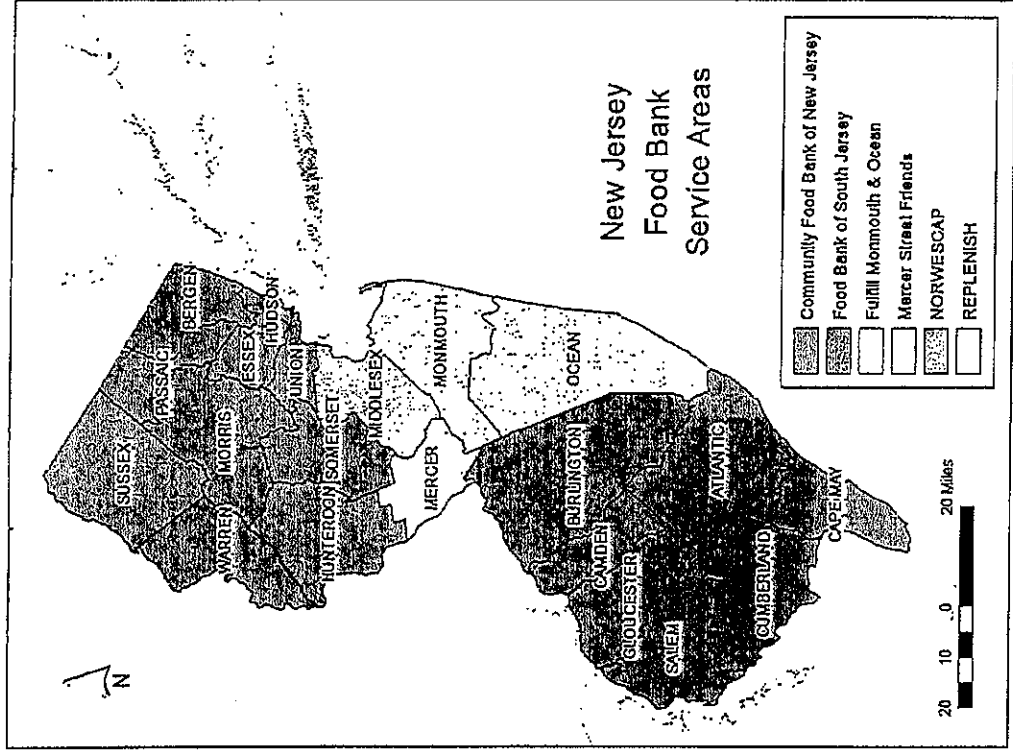 N
SUSSEX
PASSAIC
BERGEN
WARREN
MORRIS
ESSEX
HUDSON
UNION
HUNTERDON
SOMERSET
MIDDLESEX
MERCER
MONMOUTH
OCEAN
BURLINGTON
CAMDEN
GLOUCESTER
SALEM
ATLANTIC
CUMBERLAND
CAPE MAY
New Jersey
Food Bank
Service Areas
20 10 0 20 Miles
Community Food Bank of New Jersey
Food Bank of South Jersey
Fulfill Monmouth & Ocean
Mercer Street Friends
NORWESCAP
REPLENISH